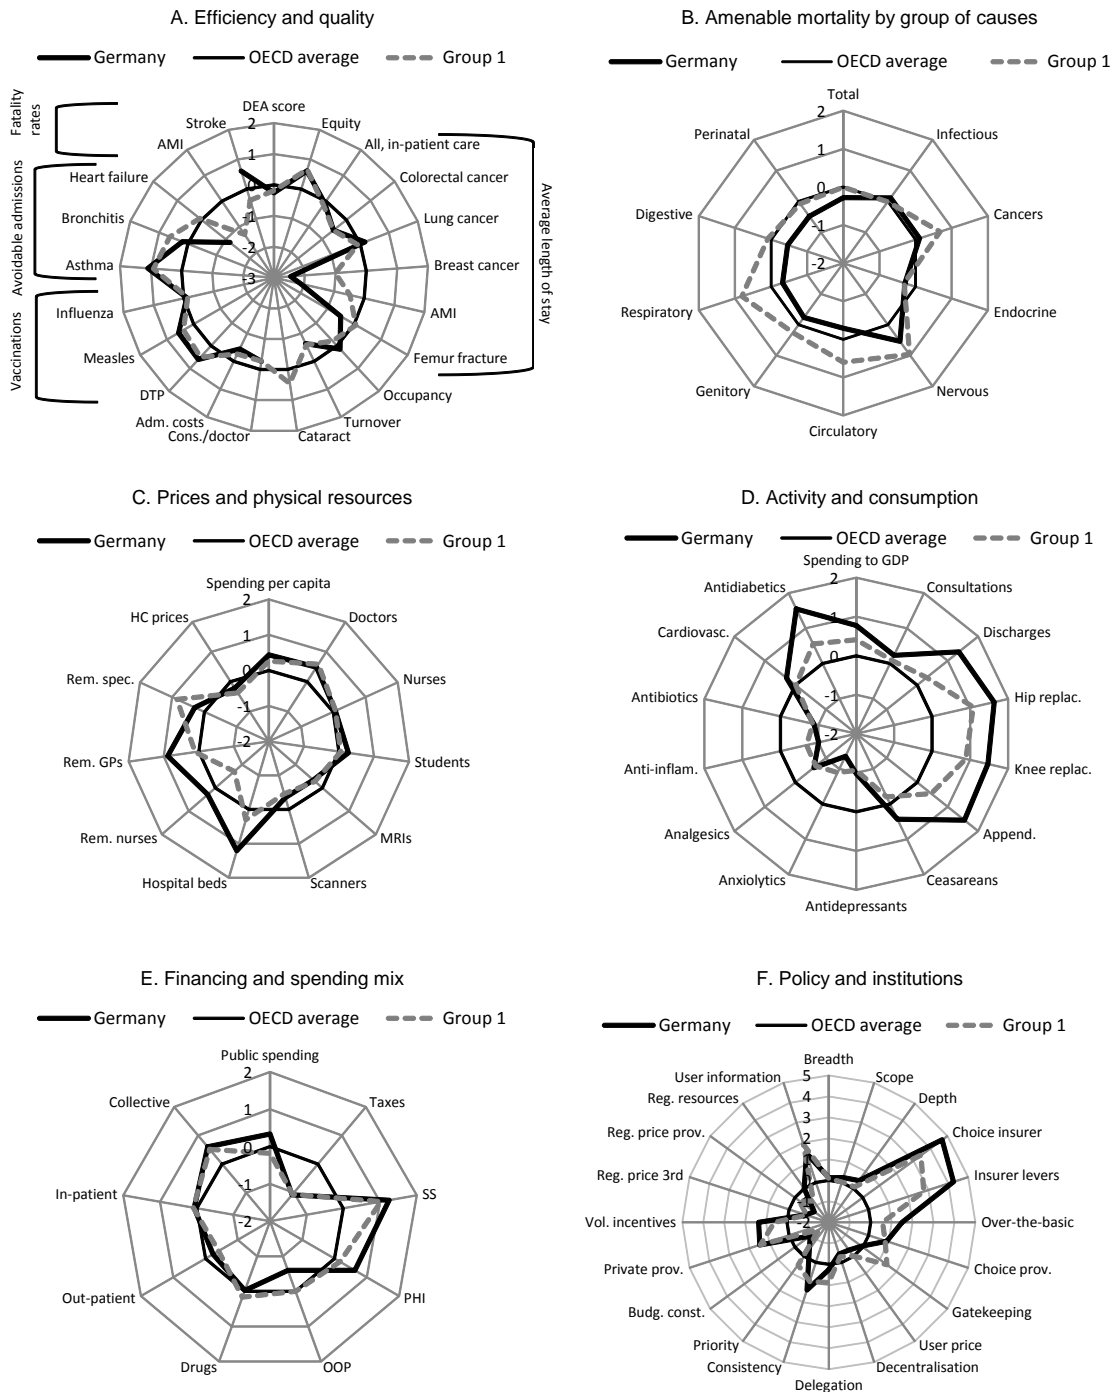 A. Efficiency and quality
Germany OECD average Group 1
Fatality
rates
Avoidable admissions
Vaccinations
Average length of stay
DEA score
Equity
All, in-patient care
Colorectal cancer
Lung cancer
Breast cancer
AMI
Femur fracture
Occupancy
Turnover
Cataract
Cons./doctor
Adm. costs
DTP
Measles
Influenza
Asthma
Bronchitis
Heart failure
AMI
Stroke
2
1
0
-1
-2
-3
B. Amenable mortality by group of causes
Germany OECD average Group 1
Total
Infectious
Cancers
Endocrine
Nervous
Circulatory
Genitory
Respiratory
Digestive
Perinatal
2
1
0
-1
-2
C. Prices and physical resources
Germany OECD average Group 1
Spending per capita
Doctors
Nurses
Students
MRIs
Scanners
Hospital beds
Rem. nurses
Rem. GPs
Rem. spec.
HC prices
2
1
0
-1
-2
D. Activity and consumption
Germany OECD average Group 1
Spending to GDP
Consultations
Discharges
Hip replac.
Knee replac.
Append.
Ceasareans
Antidepressants
Anxiolytics
Analgesics
Anti-inflam.
Antibiotics
Cardiovasc.
Antidiabetics
2
1
0
-1
-2
E. Financing and spending mix
Germany OECD average Group 1
Public spending
Taxes
SS
PHI
OOP
Drugs
Out-patient
In-patient
Collective
2
1
0
-1
-2
F. Policy and institutions
Germany OECD average Group 1
Breadth
Scope
Depth
Choice insurer
Insurer levers
Over-the-basic
Choice prov.
Gatekeeping
User price
Decentralisation
Delegation
Consistency
Priority
Budg. const.
Private prov.
Vol. incentives
Reg. price 3rd
Reg. price prov.
Reg. resources
User information
5
4
3
2
1
0
-1
-2